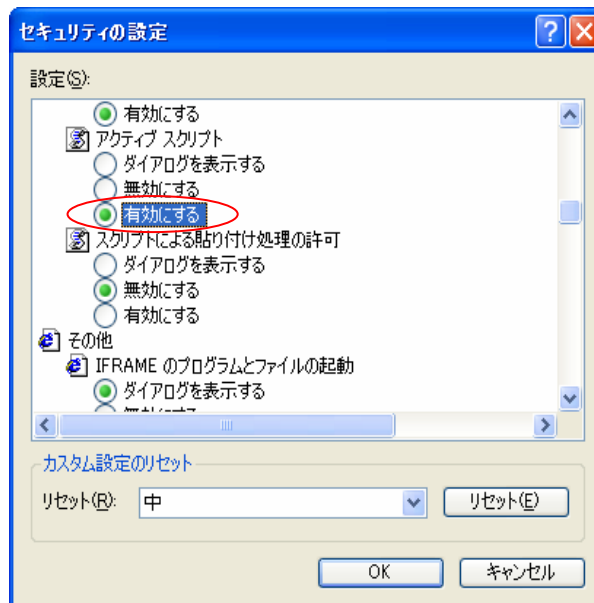 セキュリティの設定
設定(S):
有効にする
アクティブ スクリプト
ダイアログを表示する
無効にする
有効にする
スクリプトによる貼り付け処理の許可
ダイアログを表示する
無効にする
有効にする
その他
IFRAME のプログラムとファイルの起動
ダイアログを表示する
カスタム設定のリセット
リセット(R): 中 リセット(E)
OK キャンセル